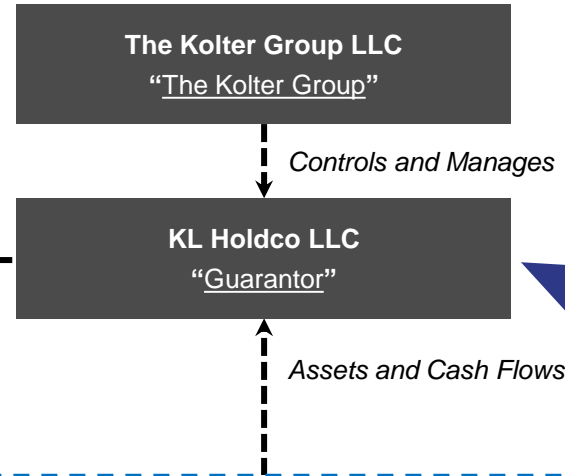 The Kolter Group LLC
“The Kolter Group”
Controls and Manages
KL Holdco LLC
“Guarantor”
Assets and Cash Flows